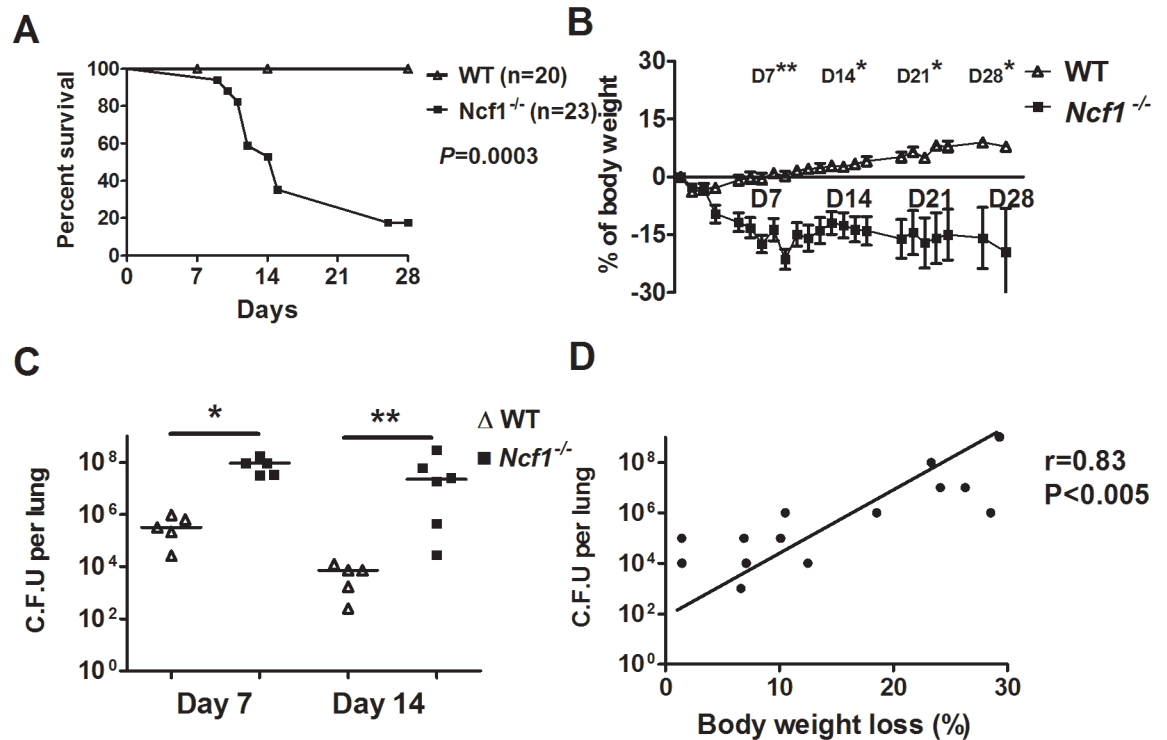 A
Percent survival
100
80
60
40
20
0
0 7 14 21 28
Days
WT (n=20)
Ncf1-/- (n=23).
P=0.0003
B
% of body weight
30
15
0
-15
-30
D7** D14* D21* D28*
D7 D14 D21 D28
WT
Ncf1 -/-
C
C.F.U per lung
10^8
10^6
10^4
10^2
10^0
* **
Day 7 Day 14
Δ WT
■ Ncf1-/-
D
C.F.U per lung
10^8
10^6
10^4
10^2
10^0
0 10 20 30
Body weight loss (%)
r=0.83
P<0.005